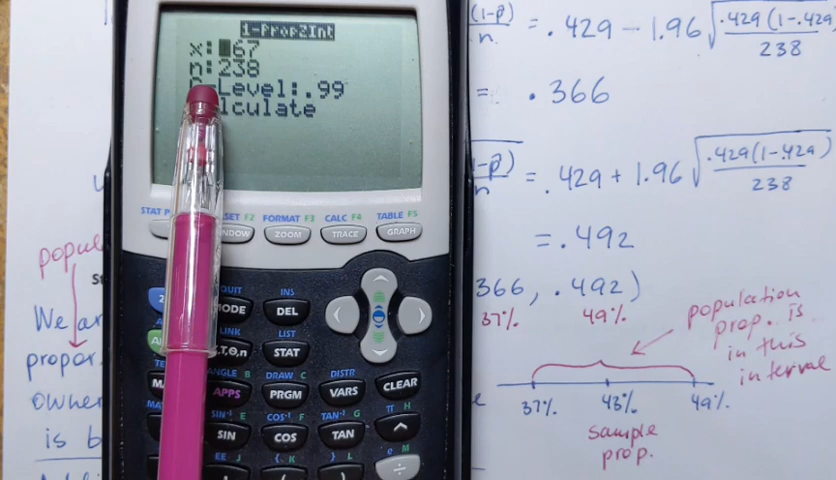 1-PropZInt
x: 67
n:238
Level:.99
lculate
STAT P
SET F2
FORMAT F3
CALC F4
TABLE F5
NDOW
ZOOM
TRACE
GRAPH
QUIT
INS
ODE
DEL
LINK
LIST
,T,Θ,n
STAT
ANGLE B
DRAW C
DISTR
APPS
PRGM
VARS
CLEAR
SIN⁻¹ E
COS⁻¹ F
TAN⁻¹ G
π H
SIN
COS
TAN
^
EE J
{ K
} L
e M
÷
(1-p̂)
n
= .429 - 1.96 √.429(1-.429
238
= .366
1-p̂)
n
= .429 + 1.96 √.429(1-.429)
238
= .492
366, .492)
37% 49%
population
prop. is
in this
interval
37% 43% 49%
sample
prop.
popul
We ar
propor
owner
is b